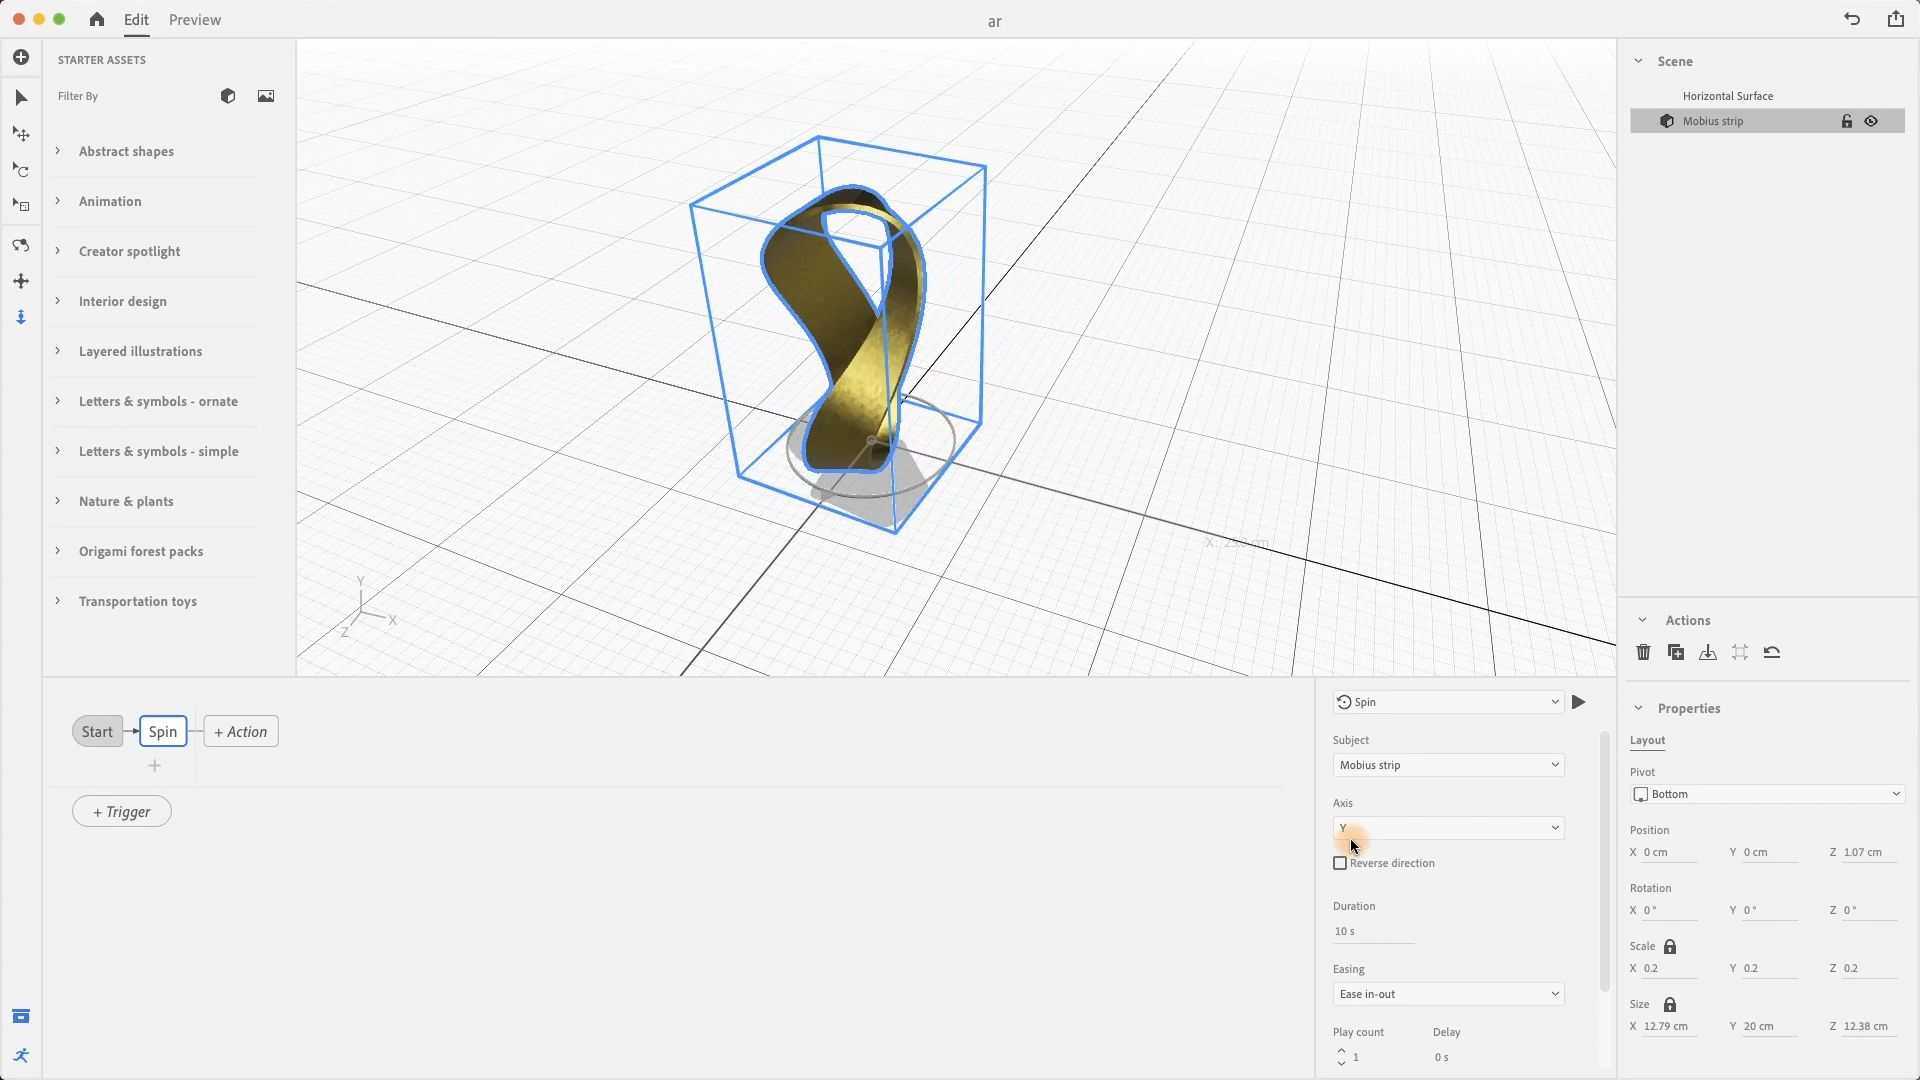 Edit
Preview
ar
STARTER ASSETS
Filter By
Abstract shapes
Animation
Creator spotlight
Interior design
Layered illustrations
Letters & symbols - ornate
Letters & symbols - simple
Nature & plants
Origami forest packs
Transportation toys
Y
X
Z
X: 25.0 cm
Scene
Horizontal Surface
Mobius strip
Actions
Start
Spin
+ Action
+ Trigger
Spin
Subject
Mobius strip
Axis
Y
Reverse direction
Duration
10 s
Easing
Ease in-out
Play count Delay
1 0 s
Properties
Layout
Pivot
Bottom
Position
X 0 cm Y 0 cm Z 1.07 cm
Rotation
X 0° Y 0° Z 0°
Scale
X 0.2 Y 0.2 Z 0.2
Size
X 12.79 cm Y 20 cm Z 12.38 cm